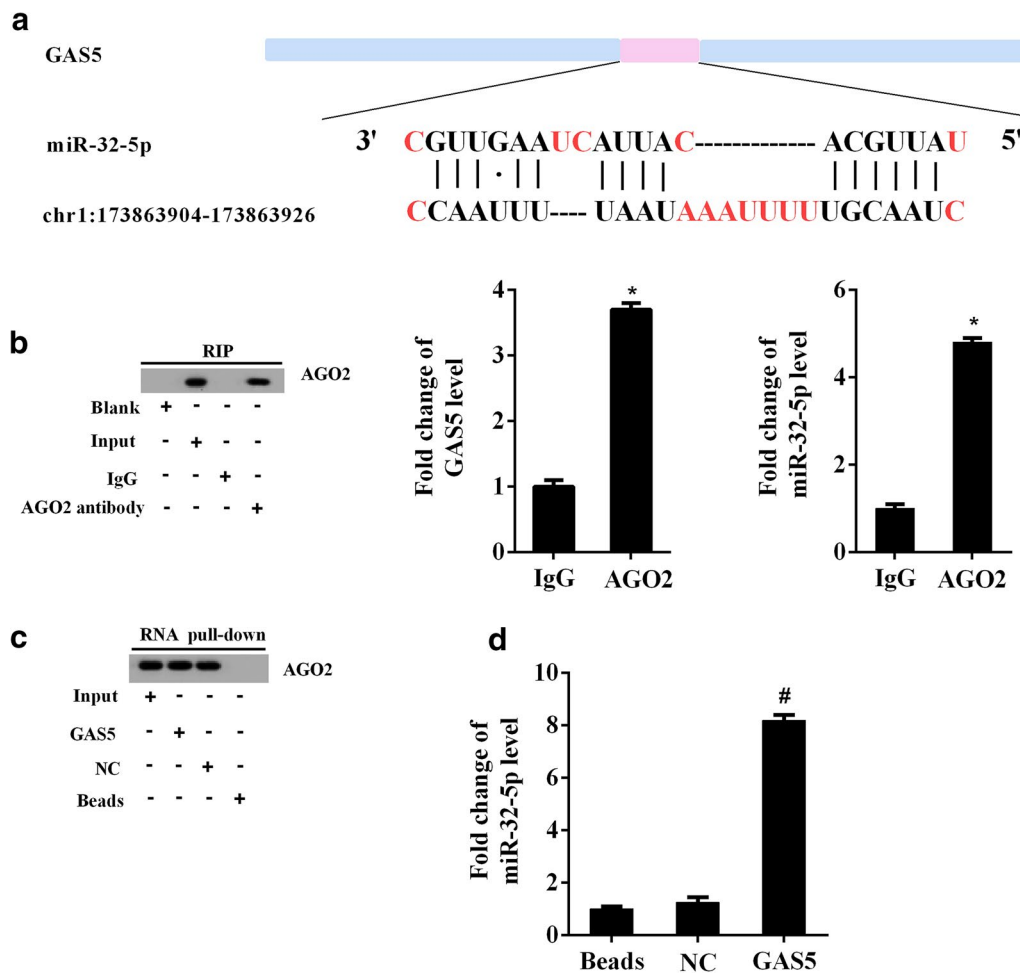 a
GAS5
miR-32-5p 3' CGUUGAAUCAUUAC-------------ACGUUAU 5'
chr1:173863904-173863926 CCAAUUU----UAAUAAAUUUUUGCAAUC
b
RIP
AGO2
Blank + - - -
Input - + - -
IgG - - + -
AGO2 antibody - - - +
Fold change of
GAS5 level
4
3
2
1
0
*
IgG AGO2
Fold change of
miR-32-5p level
6
4
2
0
*
IgG AGO2
c
RNA pull-down
AGO2
Input + - - -
GAS5 - + - -
NC - - + -
Beads - - - +
d
Fold change of
miR-32-5p level
10
8
6
4
2
0
#
Beads NC GAS5